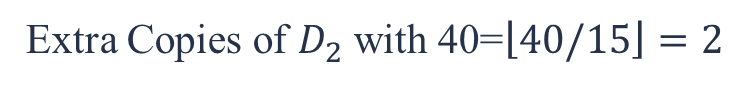 Extra Copies of D₂ with 40=⌊40/15⌋ = 2